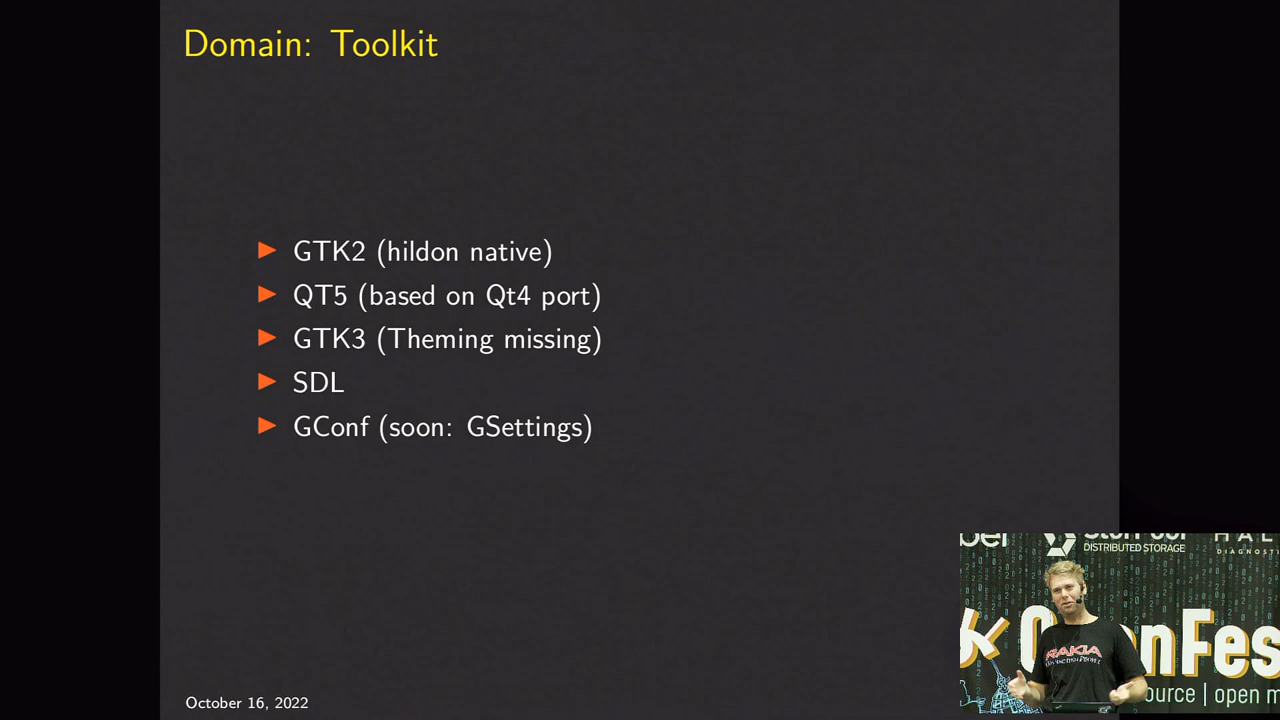 Domain: Toolkit
GTK2 (hildon native)
QT5 (based on Qt4 port)
GTK3 (Theming missing)
SDL
GConf (soon: GSettings)
October 16, 2022
DISTRIBUTED STORAGE
RAKIA